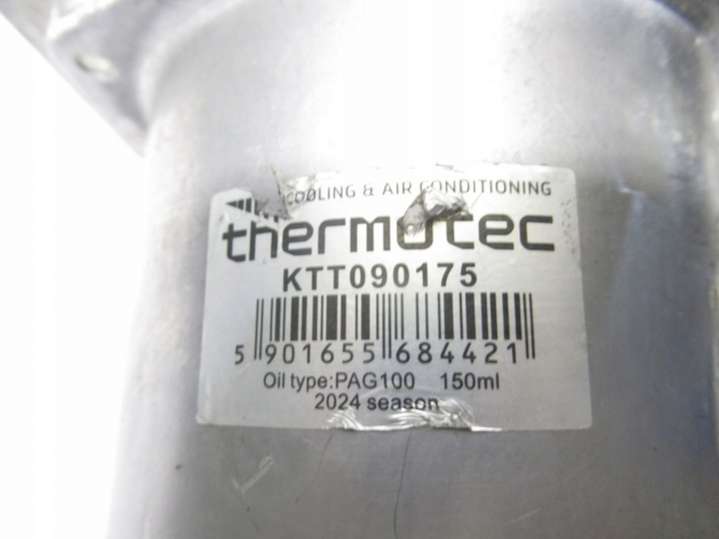 COOLING & AIR CONDITIONING
thermotec
KTT090175
5 901655 684421
Oil type:PAG100 150ml
2024 season